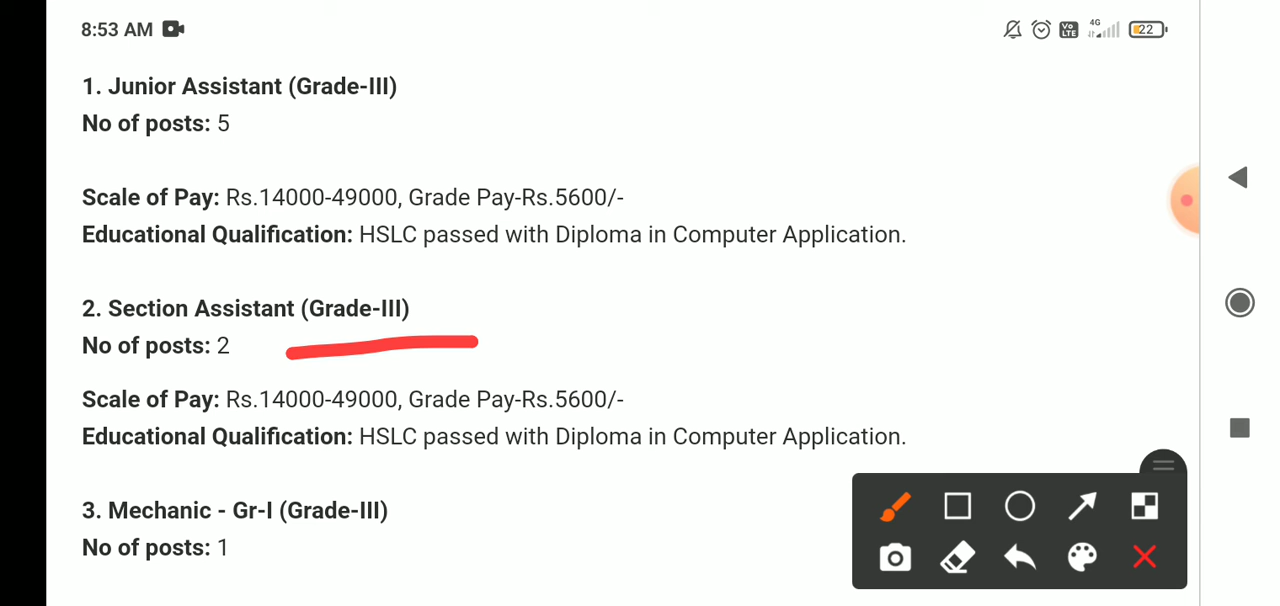 8:53 AM
Vo LTE 4G 22
1. Junior Assistant (Grade-III)
No of posts: 5
Scale of Pay: Rs.14000-49000, Grade Pay-Rs.5600/-
Educational Qualification: HSLC passed with Diploma in Computer Application.
2. Section Assistant (Grade-III)
No of posts: 2
Scale of Pay: Rs.14000-49000, Grade Pay-Rs.5600/-
Educational Qualification: HSLC passed with Diploma in Computer Application.
3. Mechanic - Gr-I (Grade-III)
No of posts: 1